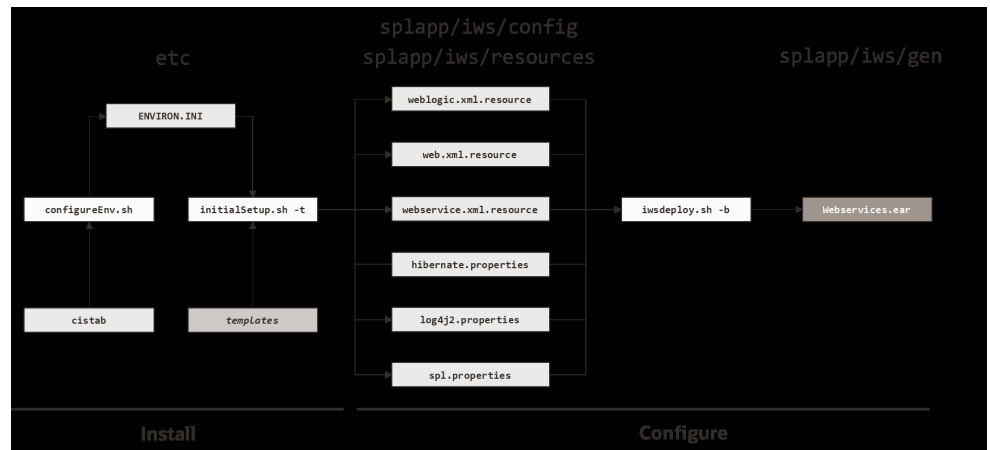 splapp/iws/config
etc
splapp/iws/resources
splapp/iws/gen
weblogic.xml.resource
ENVIRON.INI
web.xml.resource
configureEnv.sh
initialSetup.sh -t
webservice.xml.resource
iwsdeploy.sh -b
Webservices.ear
hibernate.properties
cistab
templates
log4j2.properties
spl.properties
Install
Configure